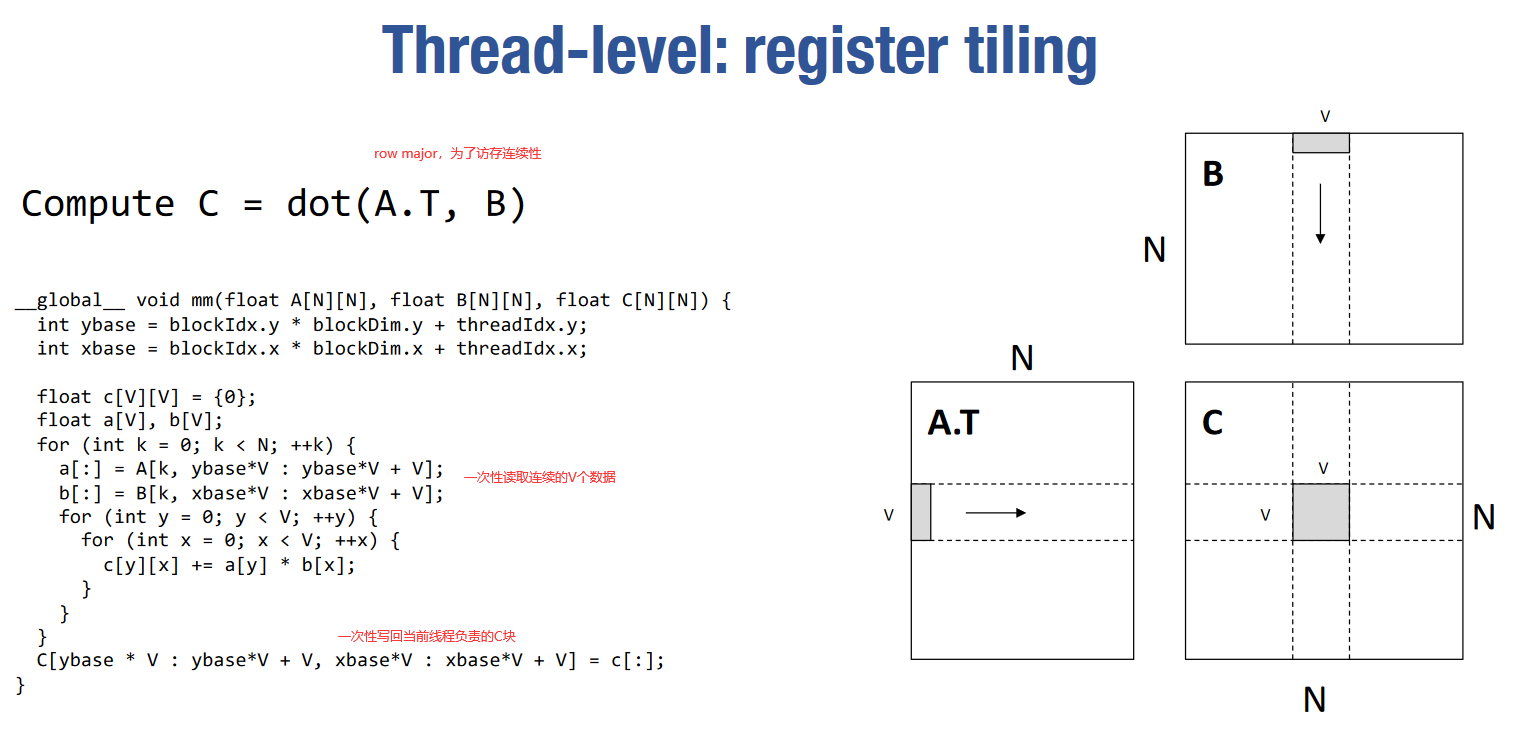 Thread-level: register tiling
row major，为了访存连续性
Compute C = dot(A.T, B)
__global__ void mm(float A[N][N], float B[N][N], float C[N][N]) {
  int ybase = blockIdx.y * blockDim.y + threadIdx.y;
  int xbase = blockIdx.x * blockDim.x + threadIdx.x;
  float c[V][V] = {0};
  float a[V], b[V];
  for (int k = 0; k < N; ++k) {
    a[:] = A[k, ybase*V : ybase*V + V];
一次性读取连续的V个数据
    b[:] = B[k, xbase*V : xbase*V + V];
    for (int y = 0; y < V; ++y) {
      for (int x = 0; x < V; ++x) {
        c[y][x] += a[y] * b[x];
      }
    }
  }
一次性写回当前线程负责的C块
  C[ybase * V : ybase*V + V, xbase*V : xbase*V + V] = c[:];
}
V
B
N
N
A.T
V
C
V
V
N
N